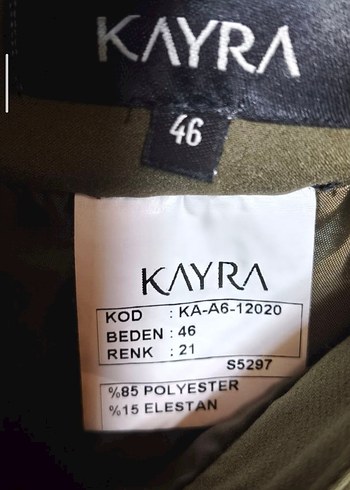 KAYRA
46
KAYRA
KOD : KA-A6-12020
BEDEN : 46
RENK : 21
S5297
%85 POLYESTER
%15 ELESTAN